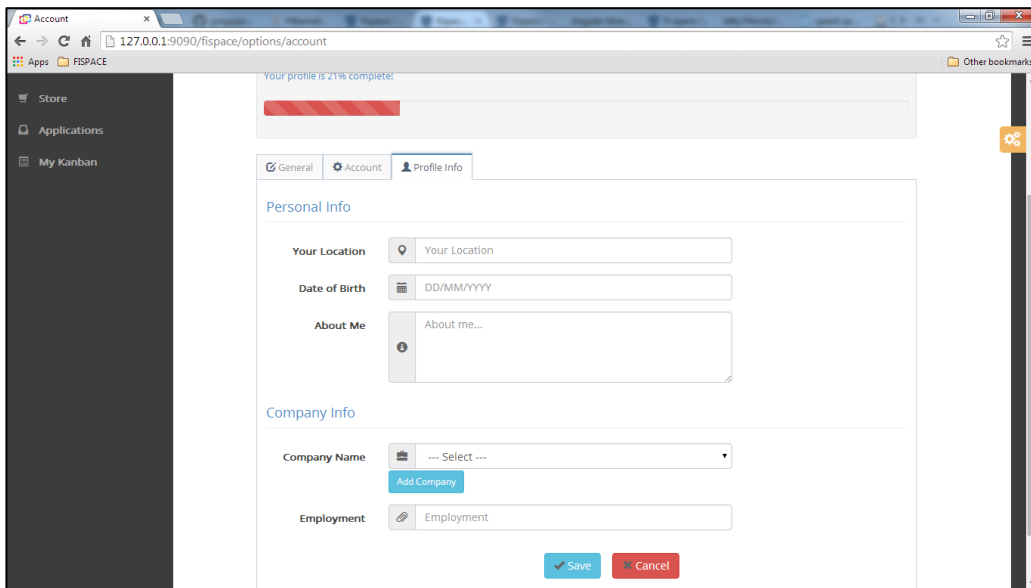 Account
127.0.0.1:9090/fispace/options/account
Apps FISPACE Other bookmarks
Your profile is 21% complete!
Store
Applications
My Kanban
General Account Profile Info
Personal Info
Your Location Your Location
Date of Birth DD/MM/YYYY
About Me About me...
Company Info
Company Name --- Select ---
Add Company
Employment Employment
Save Cancel